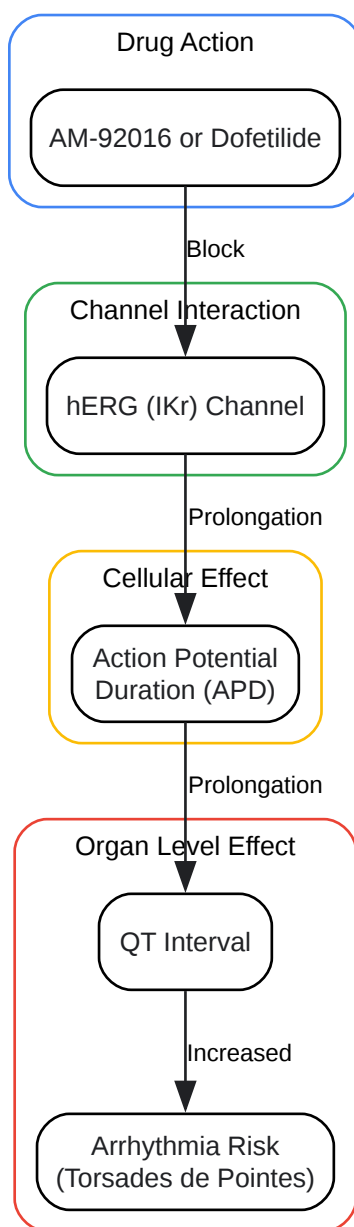 Drug Action
AM-92016 or Dofetilide
Block
Channel Interaction
hERG (IKr) Channel
Prolongation
Cellular Effect
Action Potential
Duration (APD)
Prolongation
Organ Level Effect
QT Interval
Increased
Arrhythmia Risk
(Torsades de Pointes)